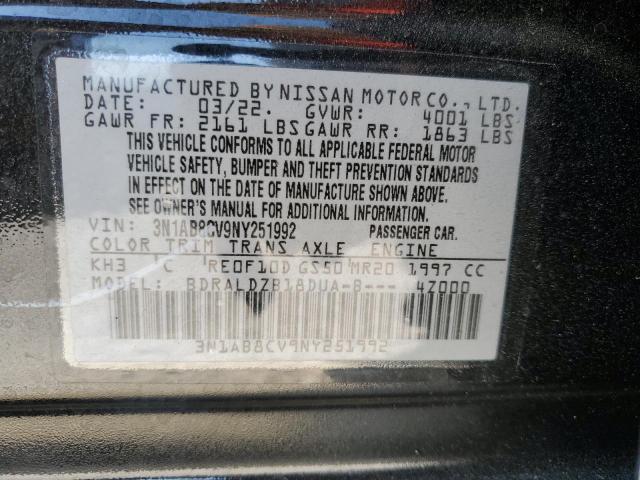 MANUFACTURED BY NISSAN MOTOR CO., LTD.
DATE: 03/22. GVWR: 4001 LBS
GAWR FR: 2161 LBS GAWR RR: 1863 LBS
THIS VEHICLE CONFORMS TO ALL APPLICABLE FEDERAL MOTOR
VEHICLE SAFETY, BUMPER AND THEFT PREVENTION STANDARDS
IN EFFECT ON THE DATE OF MANUFACTURE SHOWN ABOVE.
SEE OWNER'S MANUAL FOR ADDITIONAL INFORMATION.
VIN: 3N1AB8CV9NY251992 PASSENGER CAR.
COLOR TRIM TRANS AXLE ENGINE
KH3 C RE0F10D GS50 MR20 1997 CC
MODEL: BDRALDZB18DUA-B--- 4Z000
3N1AB8CV9NY251992